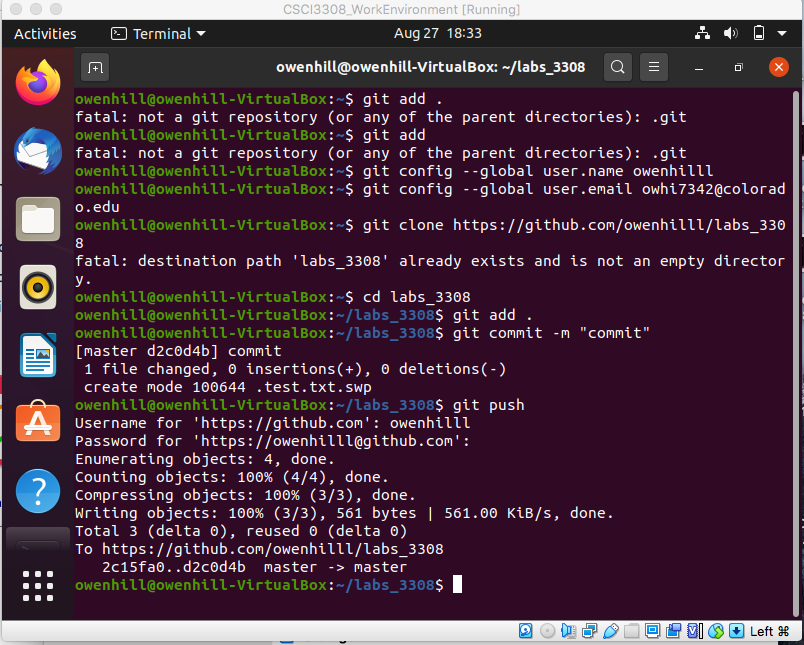 CSCI3308_WorkEnvironment [Running]
Activities
Terminal
Aug 27 18:33
owenhill@owenhill-VirtualBox: ~/labs_3308
owenhill@owenhill-VirtualBox:~$ git add .
fatal: not a git repository (or any of the parent directories): .git
owenhill@owenhill-VirtualBox:~$ git add
fatal: not a git repository (or any of the parent directories): .git
owenhill@owenhill-VirtualBox:~$ git config --global user.name owenhilll
owenhill@owenhill-VirtualBox:~$ git config --global user.email owhi7342@colorad
o.edu
owenhill@owenhill-VirtualBox:~$ git clone https://github.com/owenhilll/labs_330
8
fatal: destination path 'labs_3308' already exists and is not an empty director
y.
owenhill@owenhill-VirtualBox:~$ cd labs_3308
owenhill@owenhill-VirtualBox:~/labs_3308$ git add .
owenhill@owenhill-VirtualBox:~/labs_3308$ git commit -m "commit"
[master d2c0d4b] commit
 1 file changed, 0 insertions(+), 0 deletions(-)
 create mode 100644 .test.txt.swp
owenhill@owenhill-VirtualBox:~/labs_3308$ git push
Username for 'https://github.com': owenhilll
Password for 'https://owenhilll@github.com':
Enumerating objects: 4, done.
Counting objects: 100% (4/4), done.
Compressing objects: 100% (3/3), done.
Writing objects: 100% (3/3), 561 bytes | 561.00 KiB/s, done.
Total 3 (delta 0), reused 0 (delta 0)
To https://github.com/owenhilll/labs_3308
   2c15fa0..d2c0d4b  master -> master
owenhill@owenhill-VirtualBox:~/labs_3308$
Left ⌘